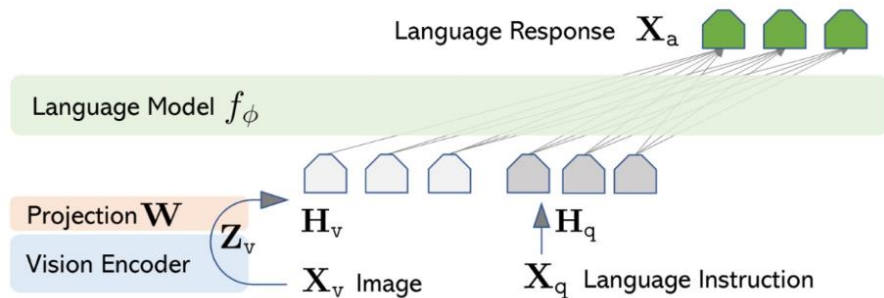 Language Response X_a
Language Model f_ϕ
Projection W
Z_v
H_v
H_q
Vision Encoder
X_v Image
X_q Language Instruction